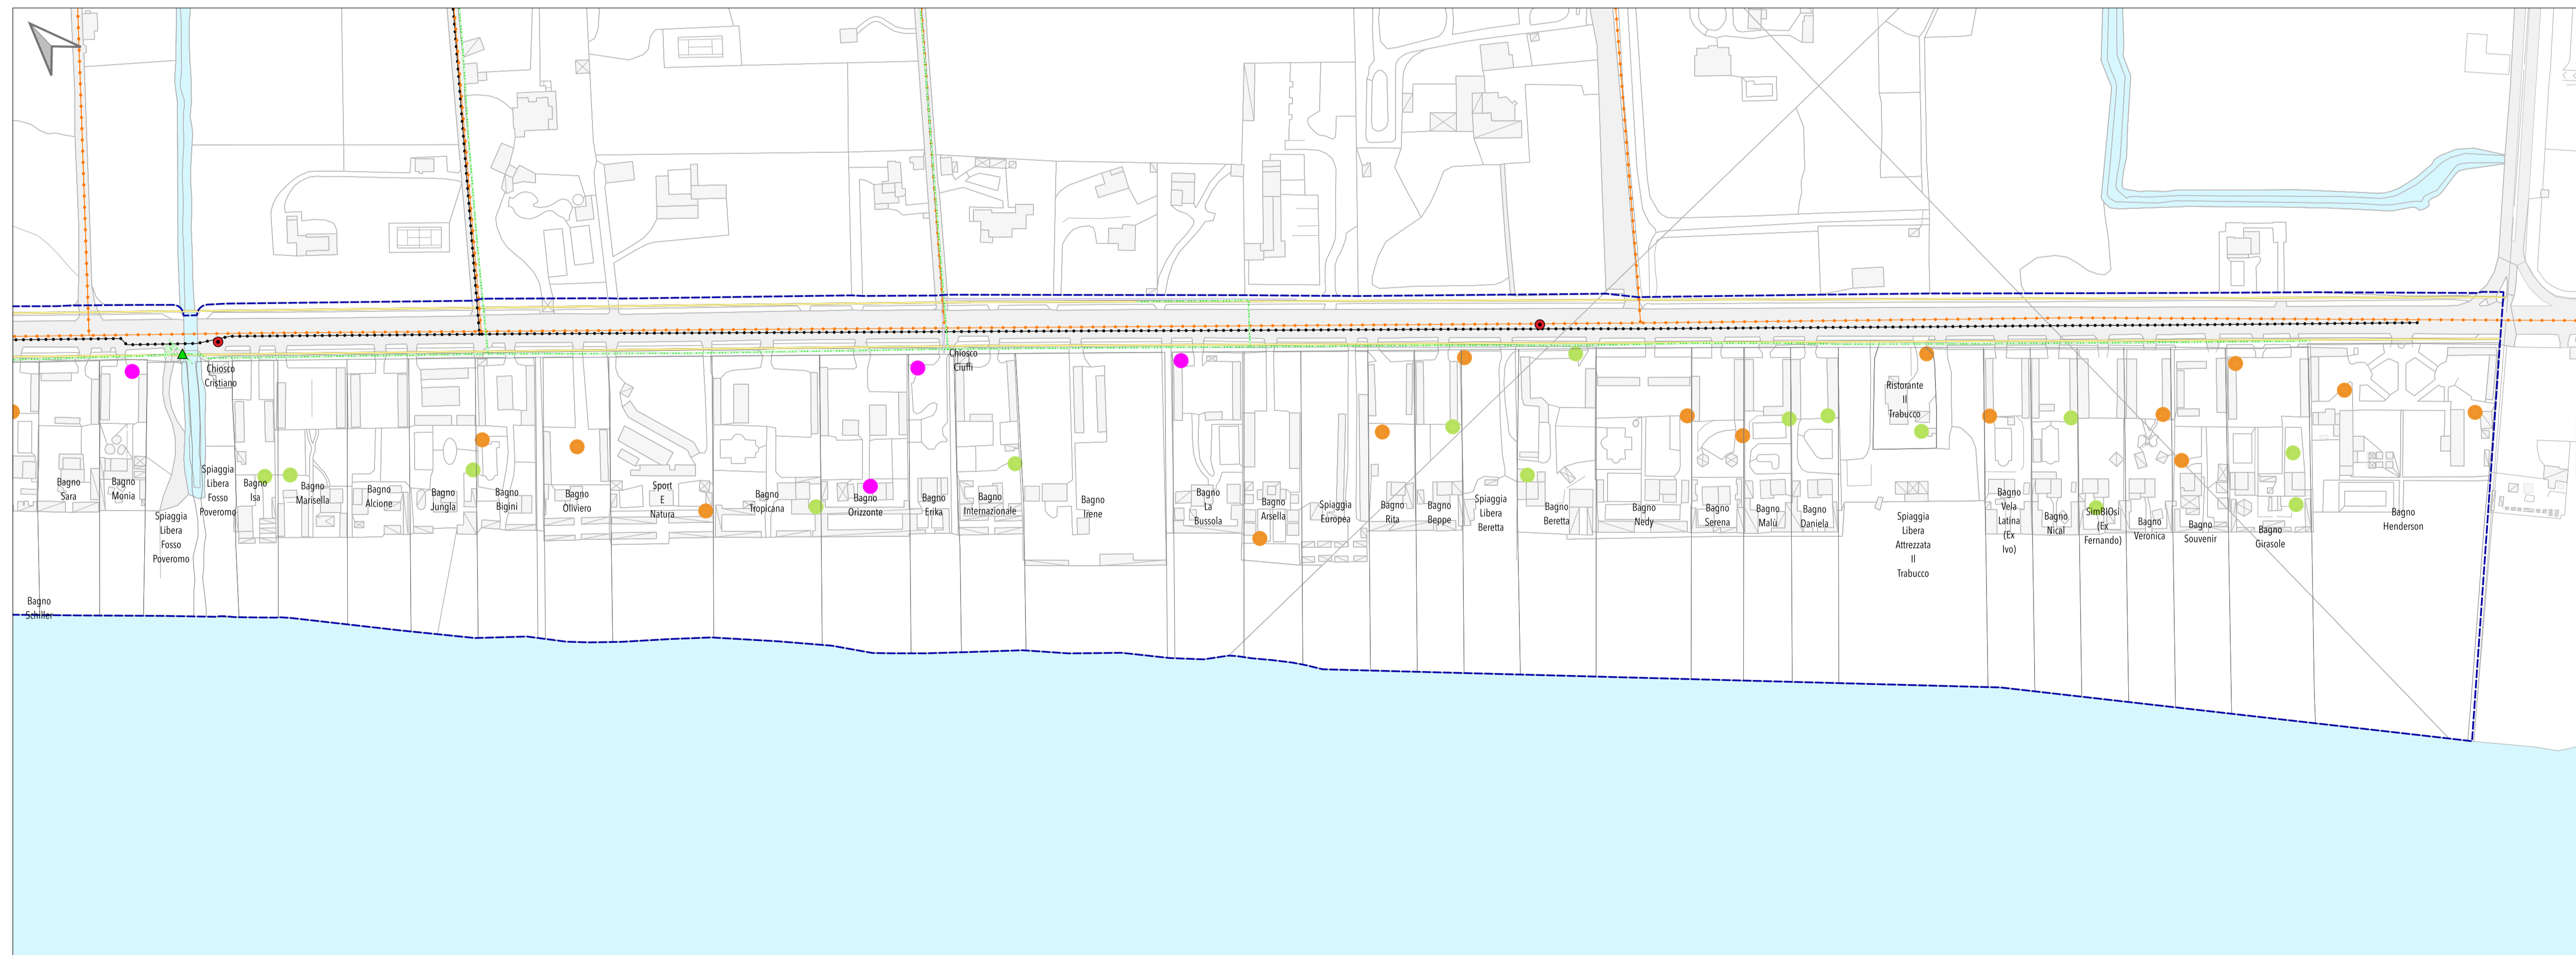 Chiosco
Ciuffi
Chiosco
Cristiano
Ristorante
Il
Trabucco
Bagno
Sara
Bagno
Monia
Spiaggia
Libera
Fosso
Poveromo
Spiaggia
Libera
Fosso
Poveromo
Bagno
Isa
Bagno
Marisella
Bagno
Alcione
Bagno
Jungla
Bagno
Bigini
Bagno
Oliviero
Sport
E
Natura
Bagno
Tropicana
Bagno
Orizzonte
Bagno
Erika
Bagno
Internazionale
Bagno
Irene
Bagno
La
Bussola
Bagno
Arsella
Spiaggia
Europea
Bagno
Rita
Bagno
Beppe
Spiaggia
Libera
Beretta
Bagno
Beretta
Bagno
Nedy
Bagno
Serena
Bagno
Malù
Bagno
Daniela
Spiaggia
Libera
Attrezzata
Il
Trabucco
Bagno
Vela
Latina
(Ex
Ivo)
Bagno
Nical
SimBIOsi
(Ex
Fernando)
Bagno
Veronica
Bagno
Souvenir
Bagno
Girasole
Bagno
Henderson
Bagno
Schiller